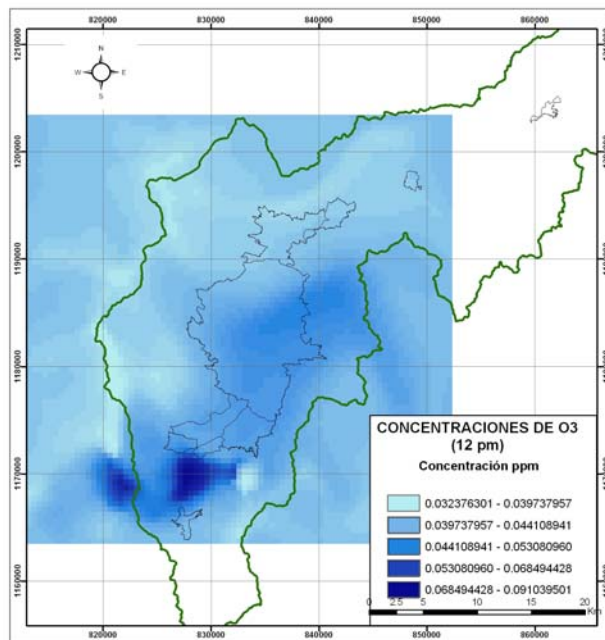 820000 830000 840000 850000 860000
N
W E
S
1210000
1200000
1190000
1180000
1170000
1160000
CONCENTRACIONES DE O3
(12 pm)
Concentración ppm
0.032376301 - 0.039737957
0.039737957 - 0.044108941
0.044108941 - 0.053080960
0.053080960 - 0.068494428
0.068494428 - 0.091039501
0 2.5 5 10 15 20
Km
820000 830000 840000 850000 860000